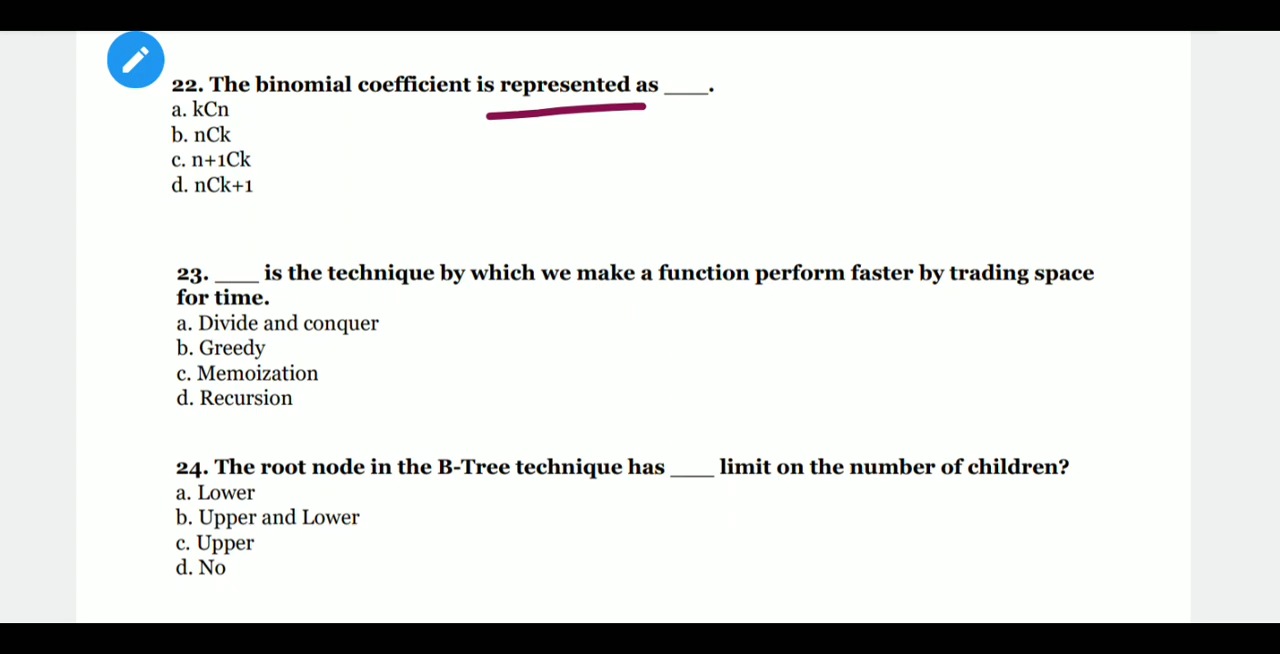 22. The binomial coefficient is represented as ____.
a. kCn
b. nCk
c. n+1Ck
d. nCk+1
23. ____ is the technique by which we make a function perform faster by trading space
for time.
a. Divide and conquer
b. Greedy
c. Memoization
d. Recursion
24. The root node in the B-Tree technique has ____ limit on the number of children?
a. Lower
b. Upper and Lower
c. Upper
d. No